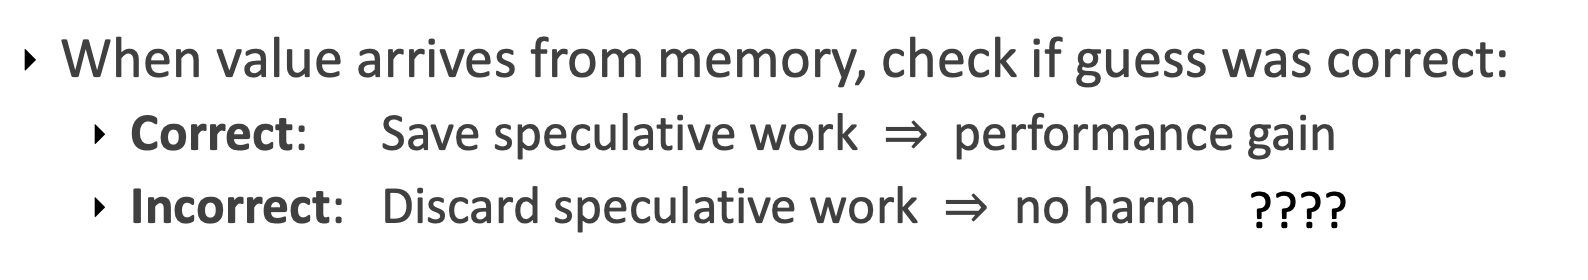 ‣ When value arrives from memory, check if guess was correct:
‣ Correct: Save speculative work ⇒ performance gain
‣ Incorrect: Discard speculative work ⇒ no harm ????